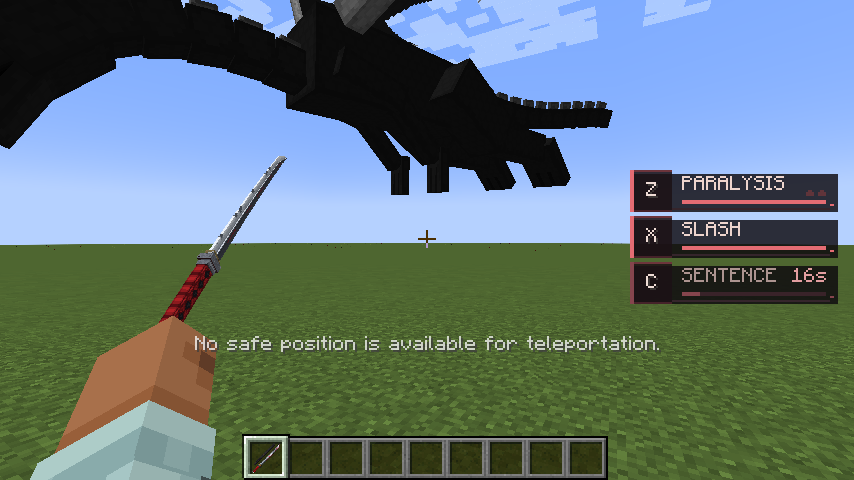 Z PARALYSIS
X SLASH
C SENTENCE 16s
No safe position is available for teleportation.